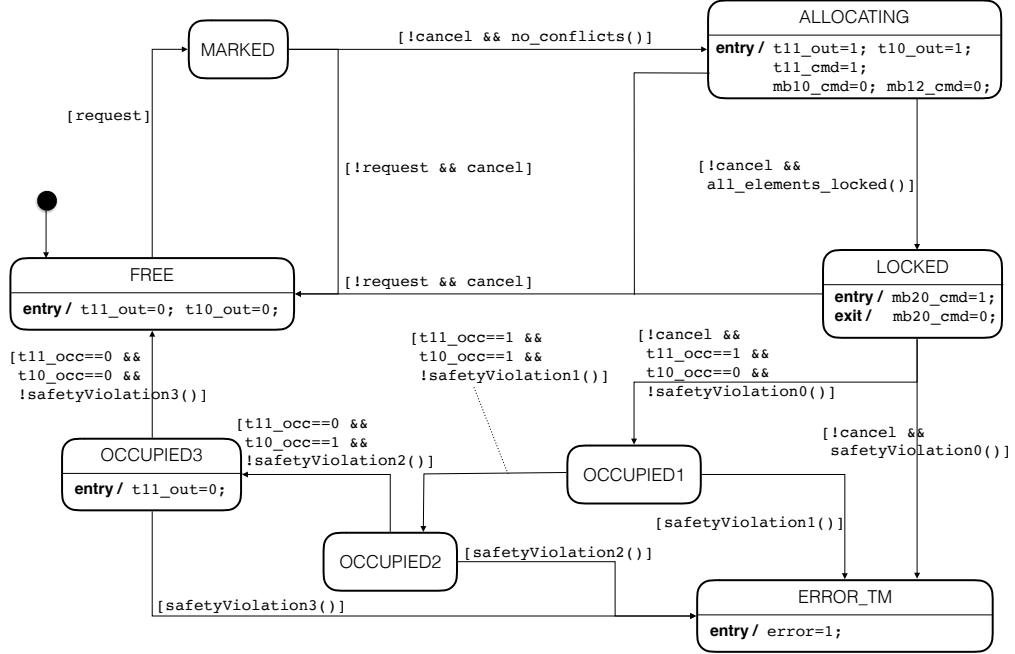 MARKED
[!cancel && no_conflicts()]
ALLOCATING
entry / t11_out=1; t10_out=1;
t11_cmd=1;
mb10_cmd=0; mb12_cmd=0;
[request]
[!request && cancel]
[!cancel &&
all_elements_locked()]
FREE
entry / t11_out=0; t10_out=0;
[!request && cancel]
LOCKED
entry / mb20_cmd=1;
exit / mb20_cmd=0;
[t11_occ==0 &&
t10_occ==0 &&
!safetyViolation3()]
[t11_occ==1 &&
t10_occ==1 &&
!safetyViolation1()]
[!cancel &&
t11_occ==1 &&
t10_occ==0 &&
!safetyViolation0()]
[t11_occ==0 &&
t10_occ==1 &&
!safetyViolation2()]
[!cancel &&
safetyViolation0()]
OCCUPIED3
entry / t11_out=0;
OCCUPIED1
[safetyViolation1()]
OCCUPIED2
[safetyViolation2()]
[safetyViolation3()]
ERROR_TM
entry / error=1;